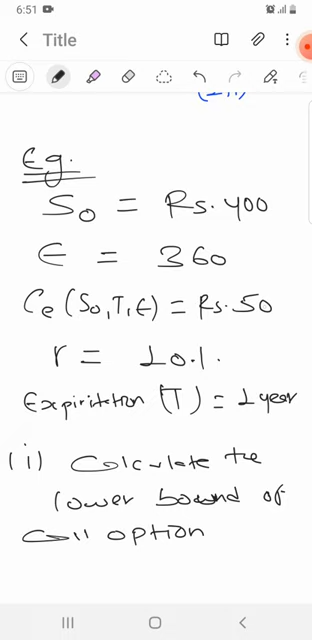 6:51
Title
Eg.
S₀ = Rs. 400
E = 360
Ce (S₀, T, E) = Rs. 50
r = 10%
Expiritation (T) = 1 year
(i) Calculate the
lower bound of
call option